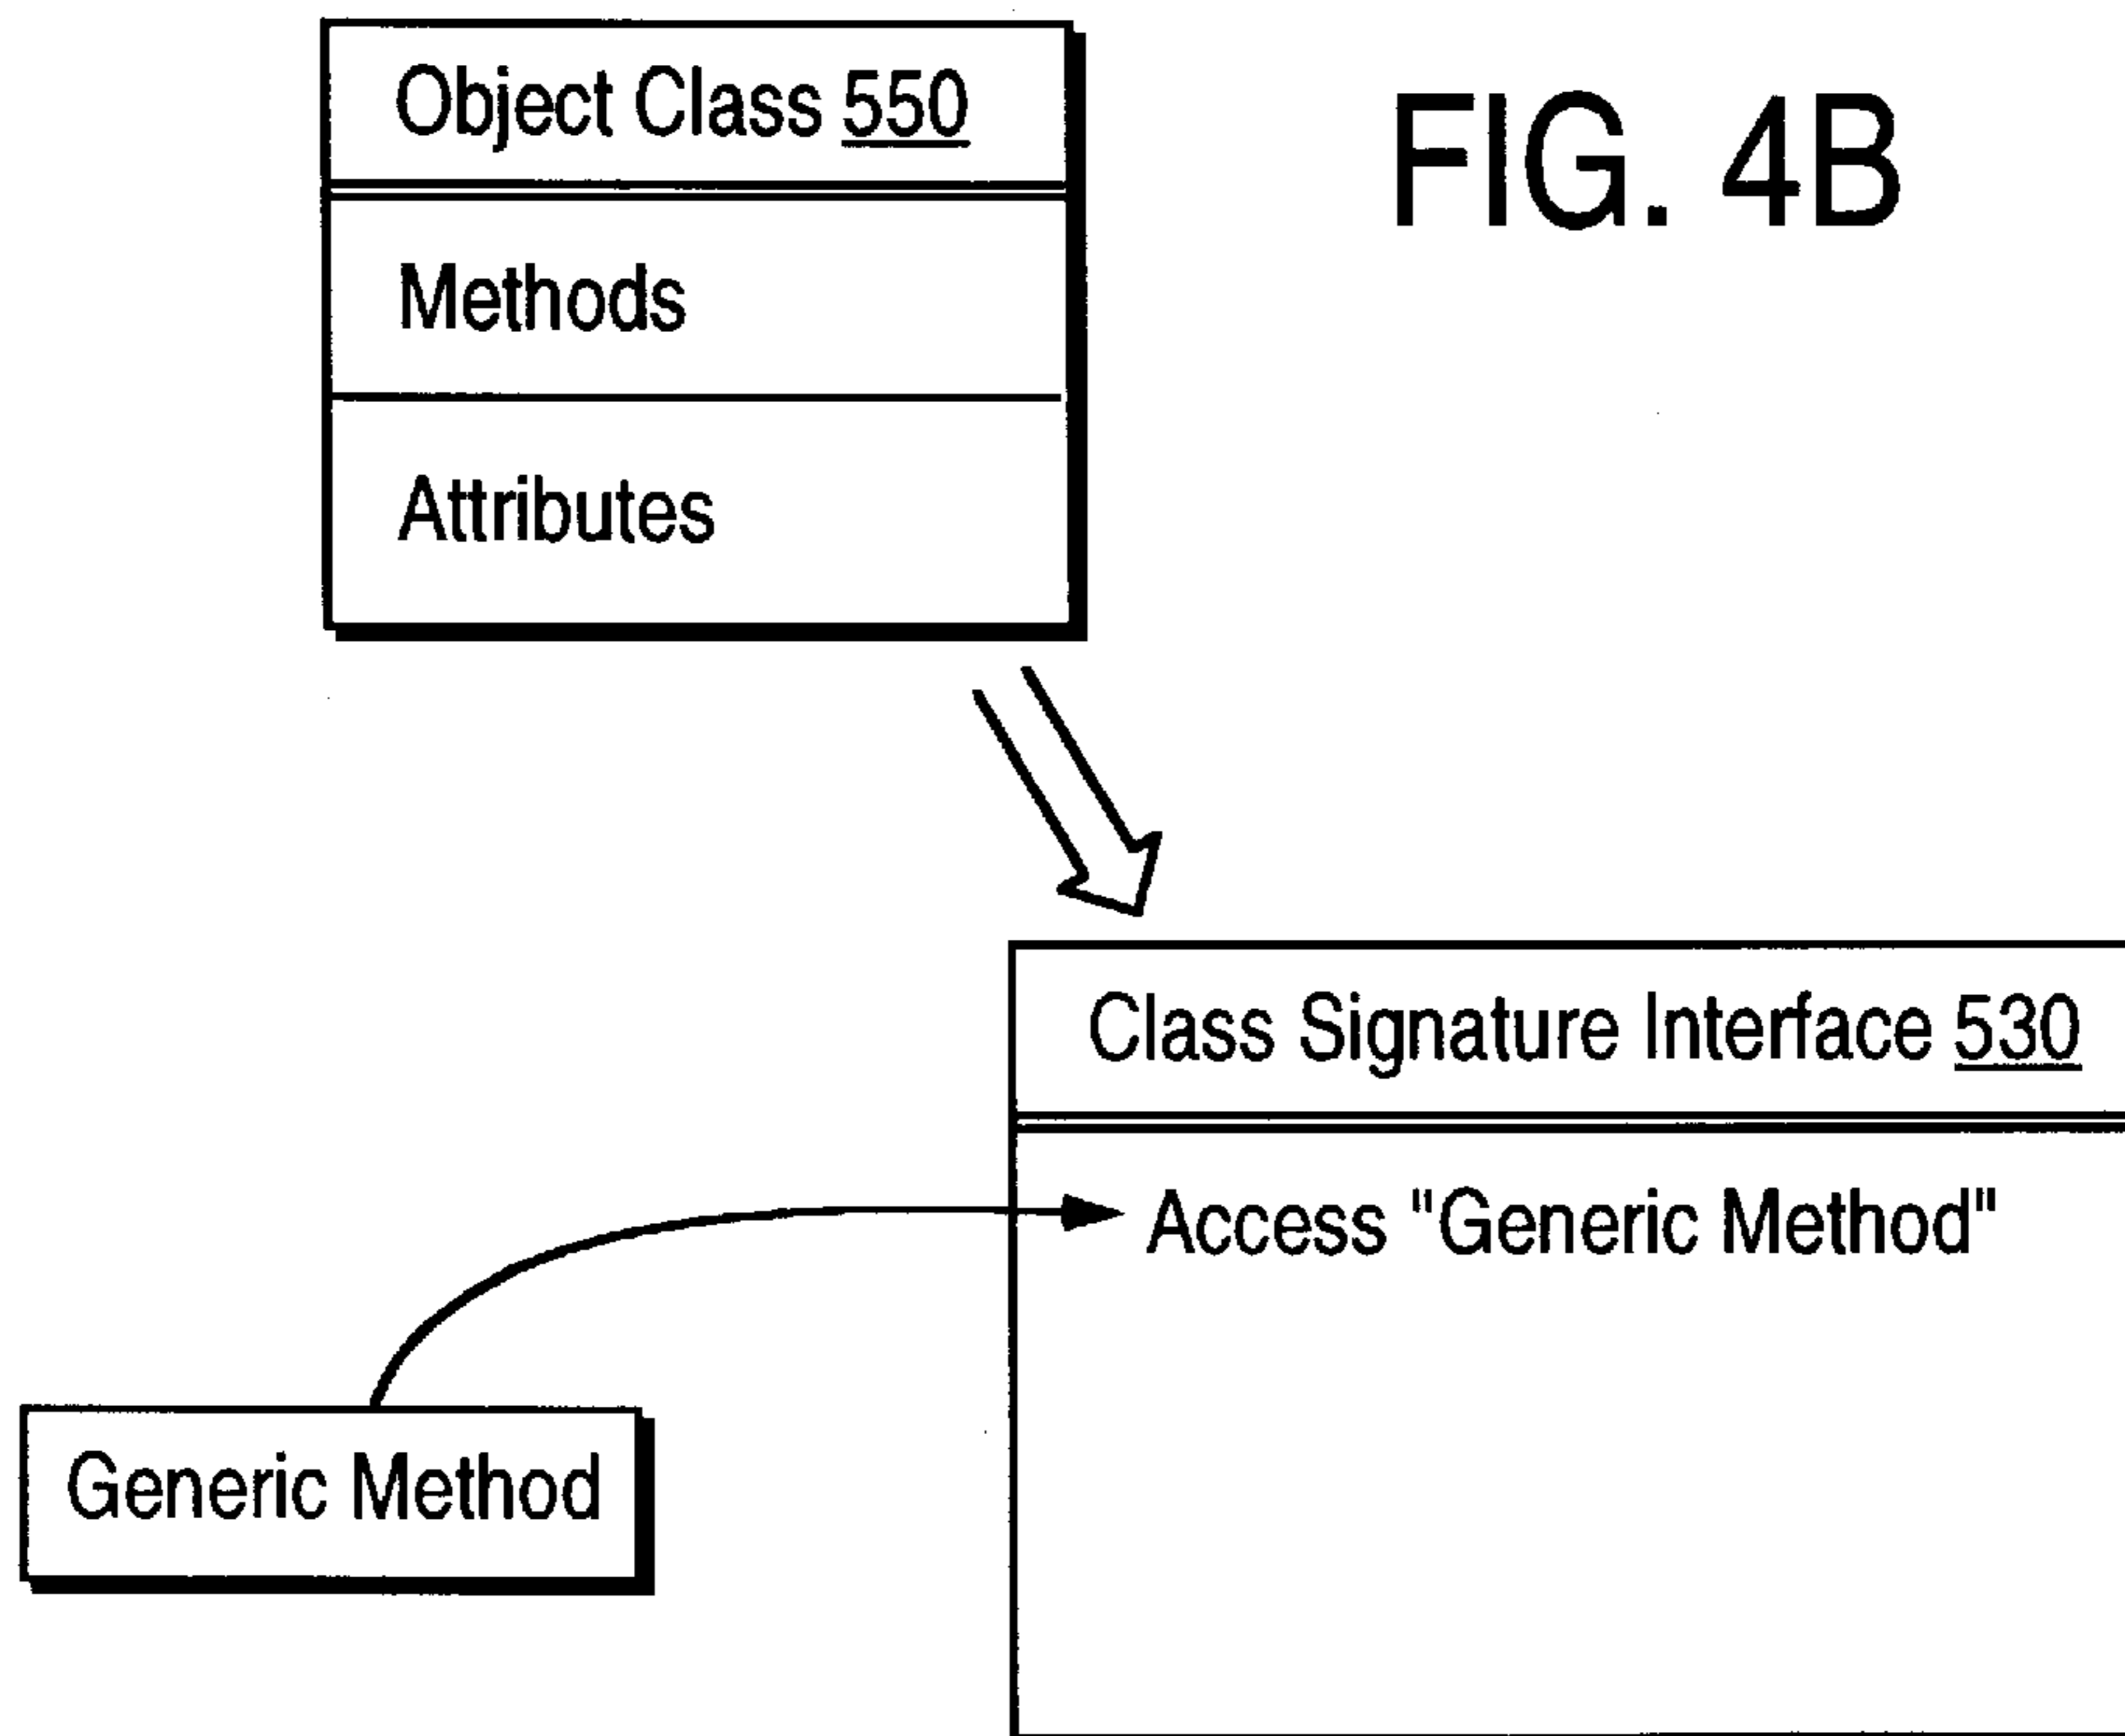 Object Class 550
FIG. 4B
Methods
Attributes
Class Signature Interface 530
Access "Generic Method"
Generic Method